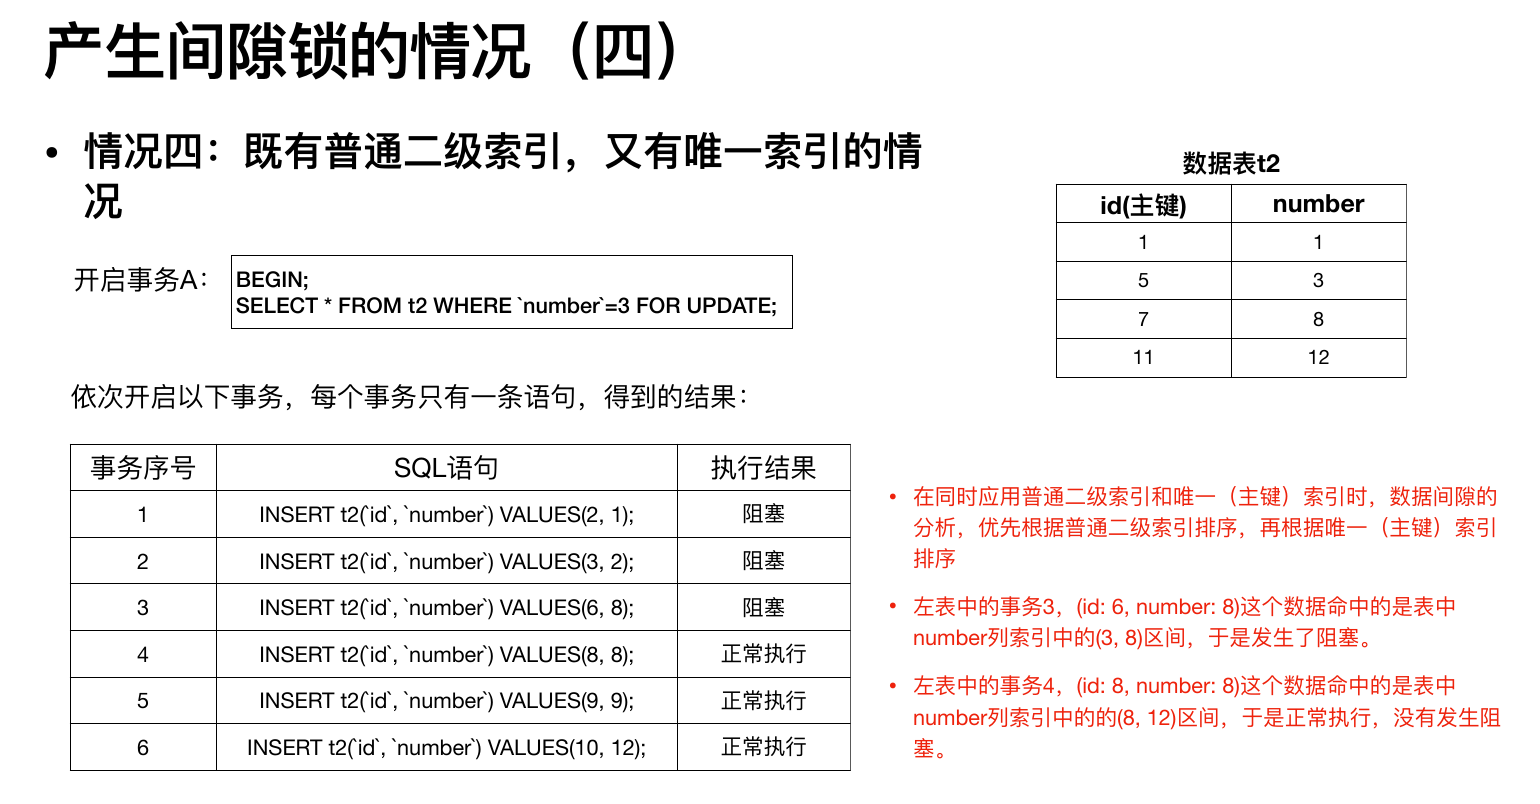 产生间隙锁的情况（四）
• 情况四：既有普通二级索引，又有唯一索引的情
况
数据表t2
id(主键) number
1 1
5 3
7 8
11 12
开启事务A：
BEGIN;
SELECT * FROM t2 WHERE `number`=3 FOR UPDATE;
依次开启以下事务，每个事务只有一条语句，得到的结果：
事务序号 SQL语句 执行结果
1 INSERT t2(`id`, `number`) VALUES(2, 1); 阻塞
2 INSERT t2(`id`, `number`) VALUES(3, 2); 阻塞
3 INSERT t2(`id`, `number`) VALUES(6, 8); 阻塞
4 INSERT t2(`id`, `number`) VALUES(8, 8); 正常执行
5 INSERT t2(`id`, `number`) VALUES(9, 9); 正常执行
6 INSERT t2(`id`, `number`) VALUES(10, 12); 正常执行
• 在同时应用普通二级索引和唯一（主键）索引时，数据间隙的
分析，优先根据普通二级索引排序，再根据唯一（主键）索引
排序
• 左表中的事务3，(id: 6, number: 8)这个数据命中的是表中
number列索引中的(3, 8)区间，于是发生了阻塞。
• 左表中的事务4，(id: 8, number: 8)这个数据命中的是表中
number列索引中的的(8, 12)区间，于是正常执行，没有发生阻
塞。